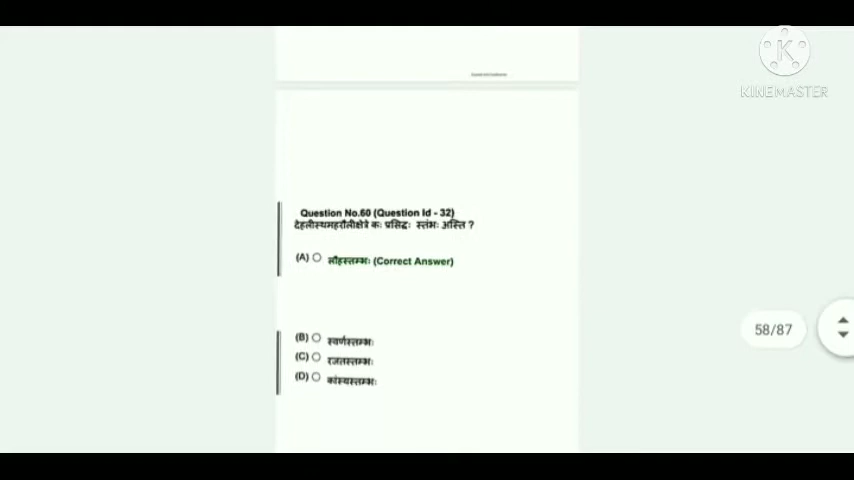 KINEMASTER
Question No.60 (Question Id - 32)
देहलीस्थमहरौलीक्षेत्रे कः प्रसिद्धः स्तंभः अस्ति ?
(A) लौहस्तम्भः (Correct Answer)
(B) स्वर्णस्तम्भः
(C) रजतस्तम्भः
(D) कांस्यस्तम्भः
58/87